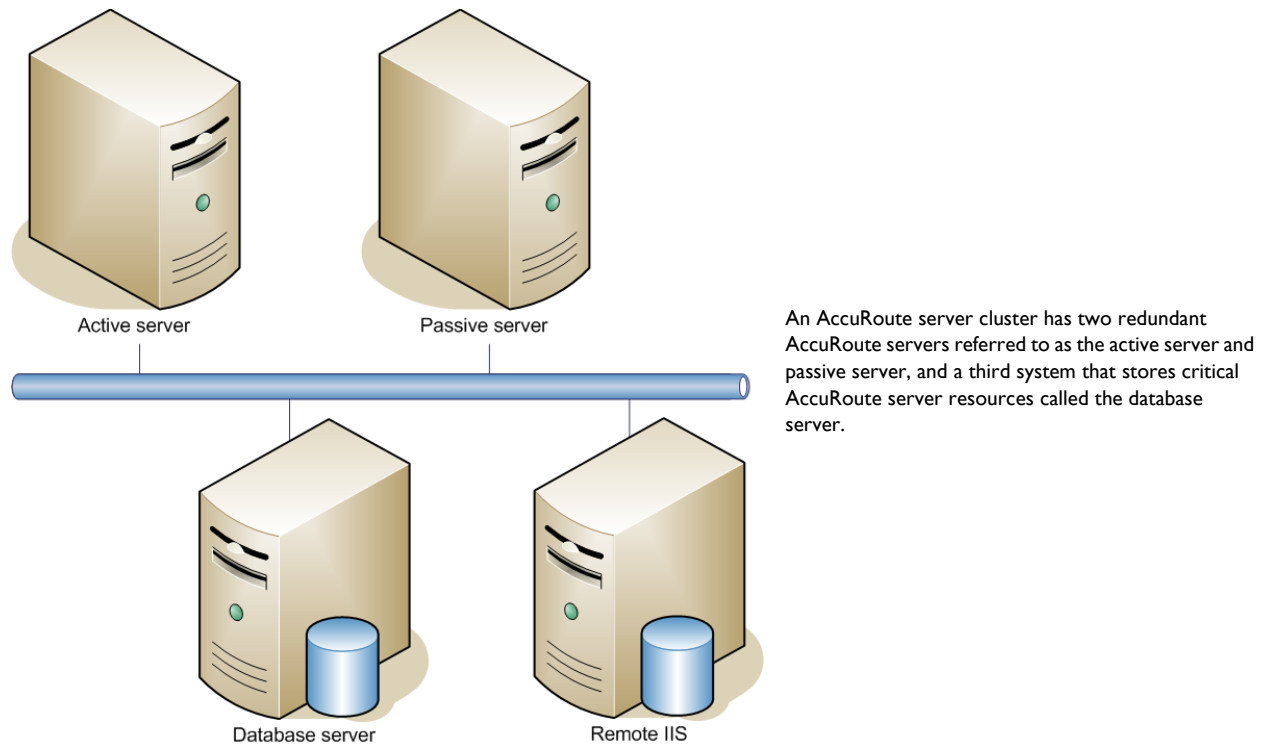 Active server
Passive server
An AccuRoute server cluster has two redundant
AccuRoute servers referred to as the active server and
passive server, and a third system that stores critical
AccuRoute server resources called the database
server.
Database server
Remote IIS